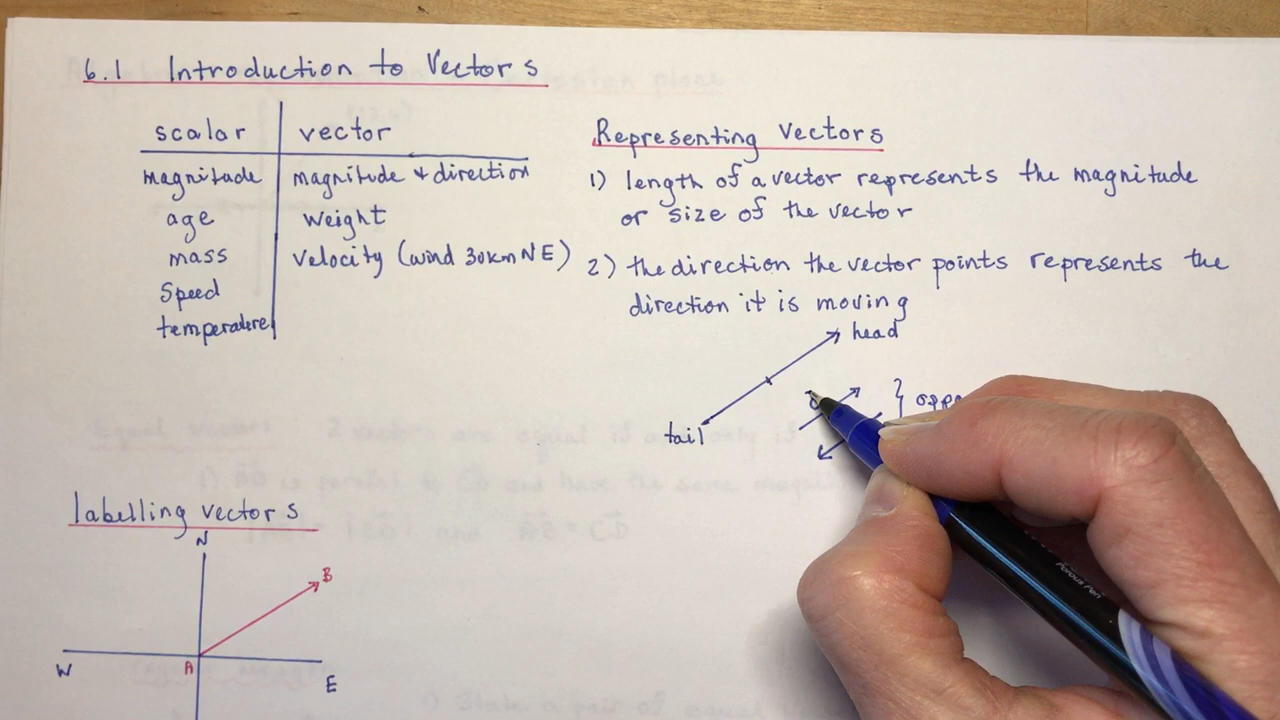 6.1 Introduction to Vectors
scalar vector
magnitude magnitude & direction
age weight
mass velocity (wind 30km NE)
Speed
temperature
Representing Vectors
1) length of a vector represents the magnitude
or size of the vector
2) the direction the vector points represents the
direction it is moving
head
tail
labelling vectors
N
B
A
W
E
Porous Pen